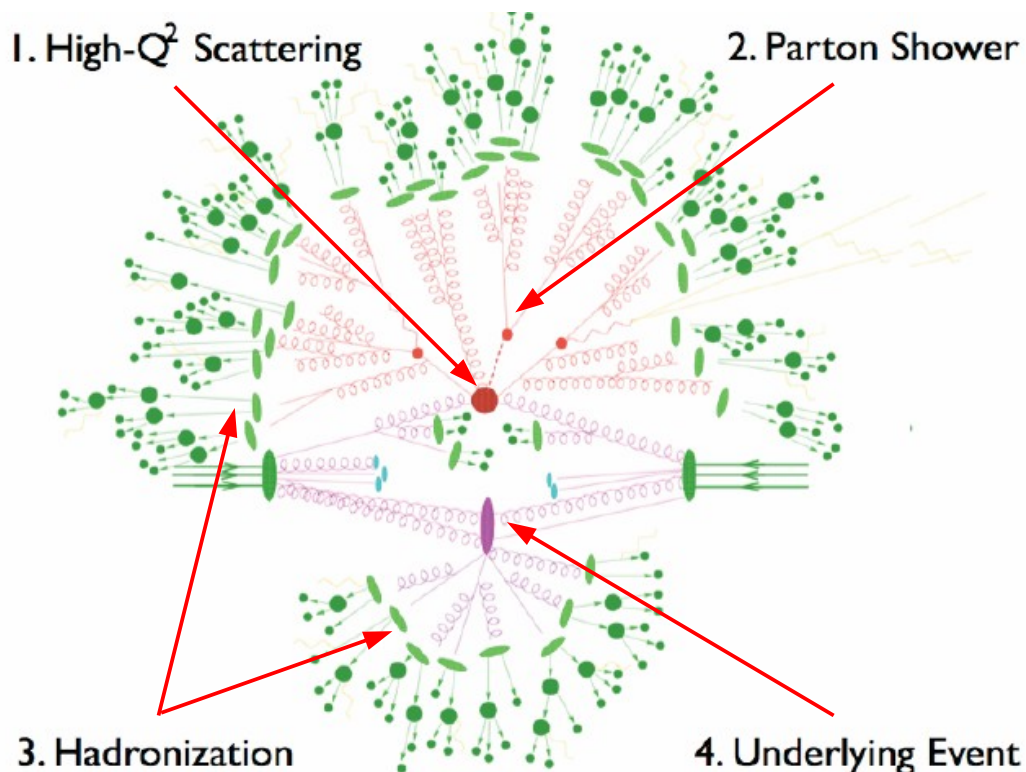 1. High-Q² Scattering
2. Parton Shower
3. Hadronization
4. Underlying Event